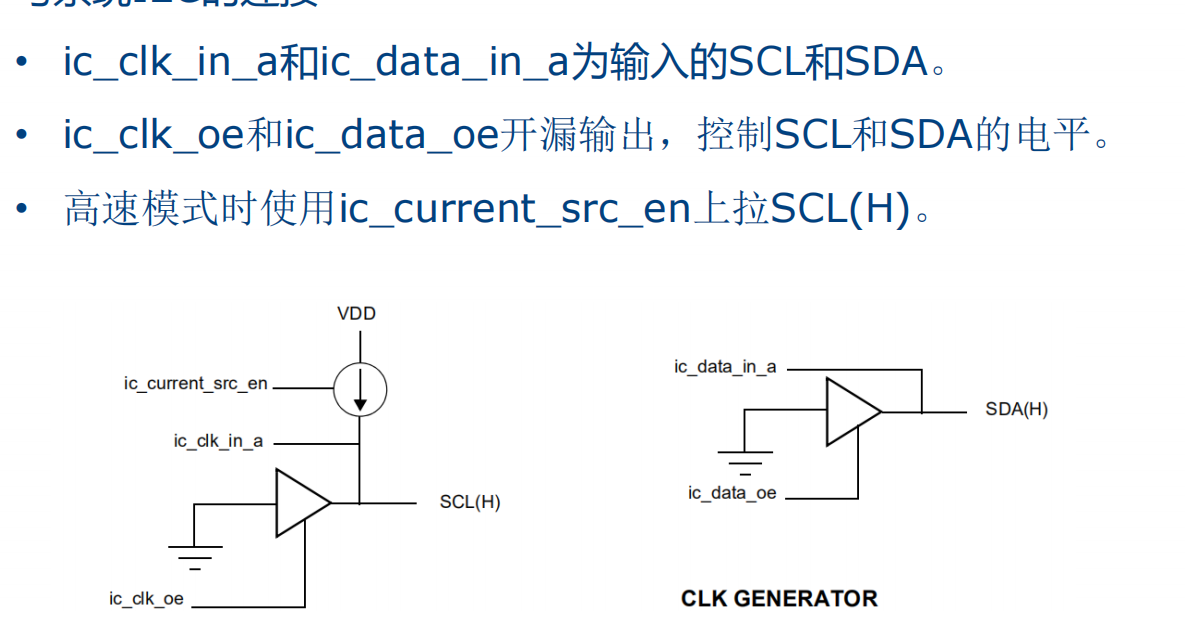 • ic_clk_in_a和ic_data_in_a为输入的SCL和SDA。
• ic_clk_oe和ic_data_oe开漏输出，控制SCL和SDA的电平。
• 高速模式时使用ic_current_src_en上拉SCL(H)。
VDD
ic_current_src_en
ic_clk_in_a
SCL(H)
ic_clk_oe
ic_data_in_a
SDA(H)
ic_data_oe
CLK GENERATOR